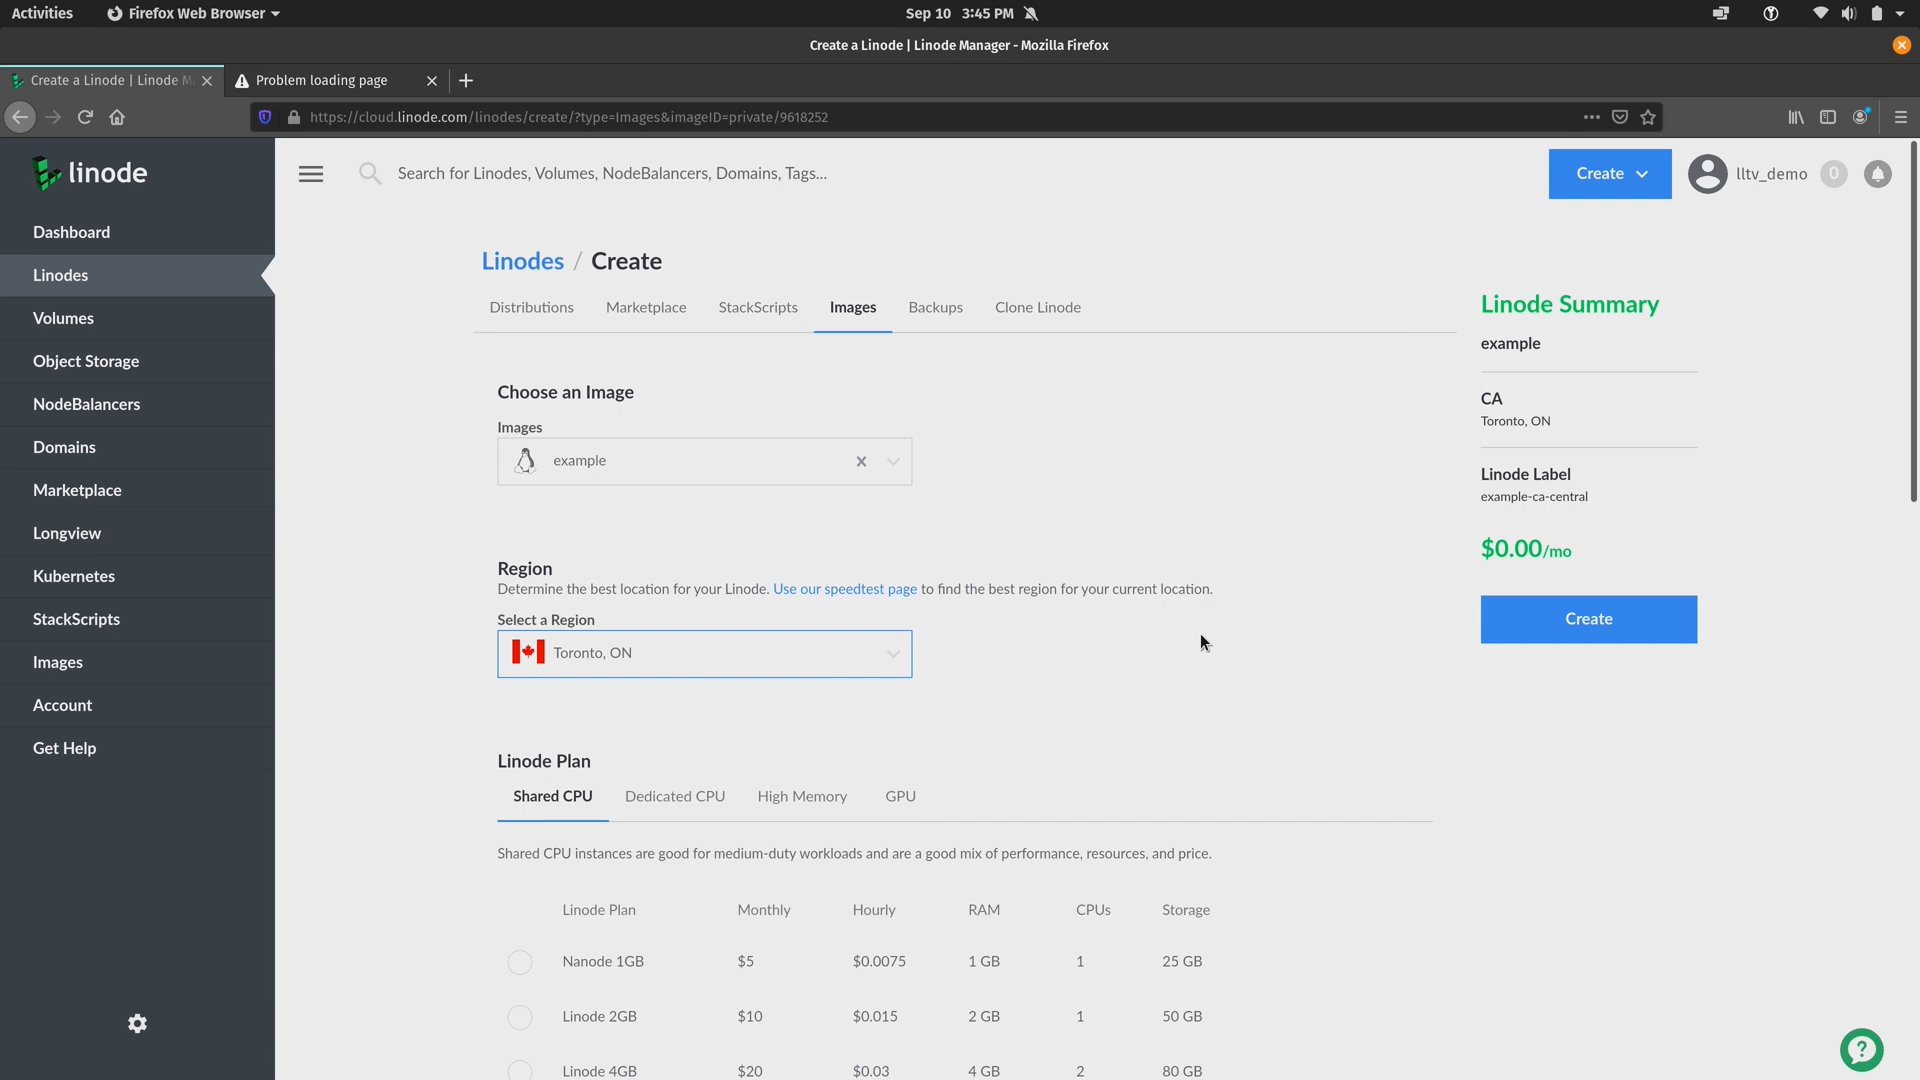 Activities
Firefox Web Browser
Sep 10 3:45 PM
Create a Linode | Linode Manager - Mozilla Firefox
Create a Linode | Linode M
Problem loading page
https://cloud.linode.com/linodes/create/?type=Images&imageID=private/9618252
linode
Search for Linodes, Volumes, NodeBalancers, Domains, Tags...
Create
lltv_demo
0
Dashboard
Linodes
Volumes
Object Storage
NodeBalancers
Domains
Marketplace
Longview
Kubernetes
StackScripts
Images
Account
Get Help
Linodes / Create
Distributions
Marketplace
StackScripts
Images
Backups
Clone Linode
Choose an Image
Images
example
Region
Determine the best location for your Linode. Use our speedtest page to find the best region for your current location.
Select a Region
Toronto, ON
Linode Plan
Shared CPU
Dedicated CPU
High Memory
GPU
Shared CPU instances are good for medium-duty workloads and are a good mix of performance, resources, and price.
Linode Plan Monthly Hourly RAM CPUs Storage
Nanode 1GB $5 $0.0075 1 GB 1 25 GB
Linode 2GB $10 $0.015 2 GB 1 50 GB
Linode 4GB $20 $0.03 4 GB 2 80 GB
Linode Summary
example
CA
Toronto, ON
Linode Label
example-ca-central
$0.00/mo
Create
?